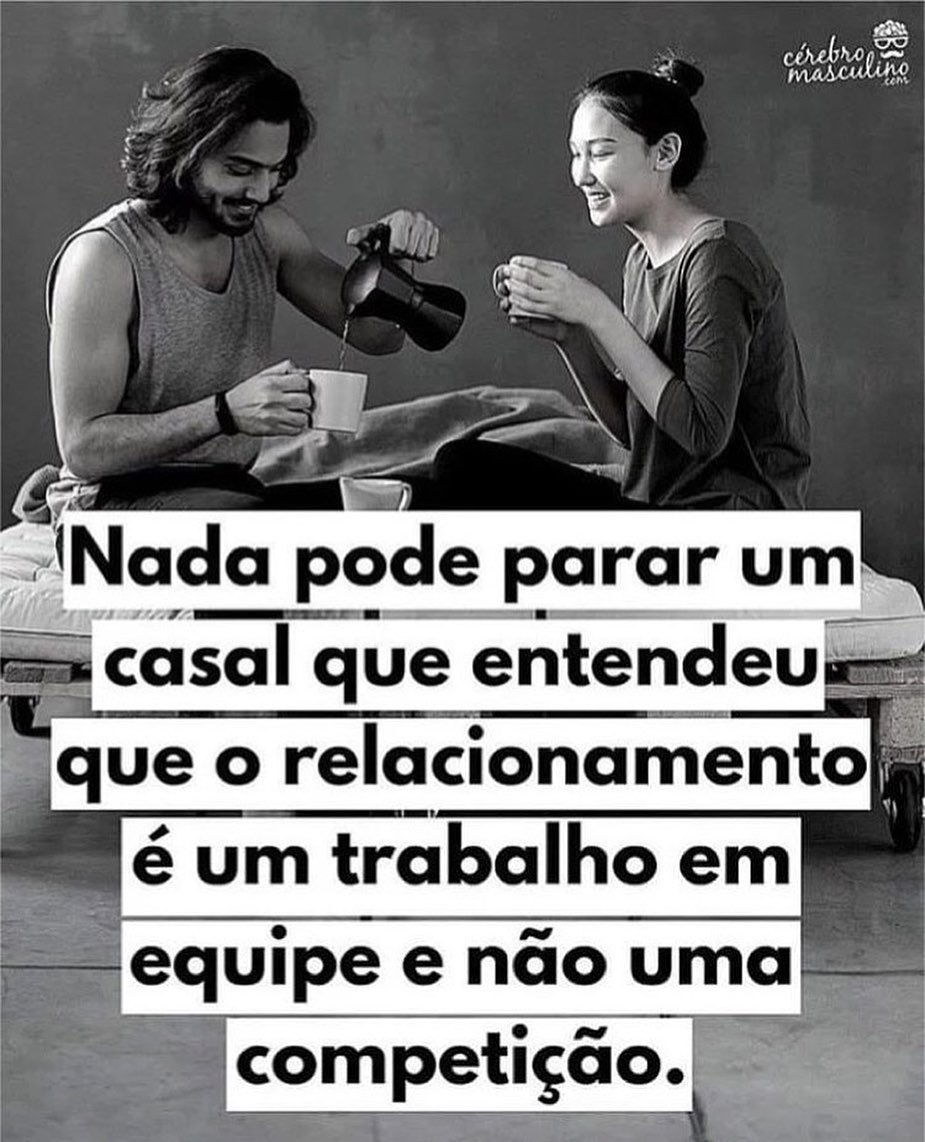 cérebro
masculino
.com
Nada pode parar um
casal que entendeu
que o relacionamento
é um trabalho em
equipe e não uma
competição.